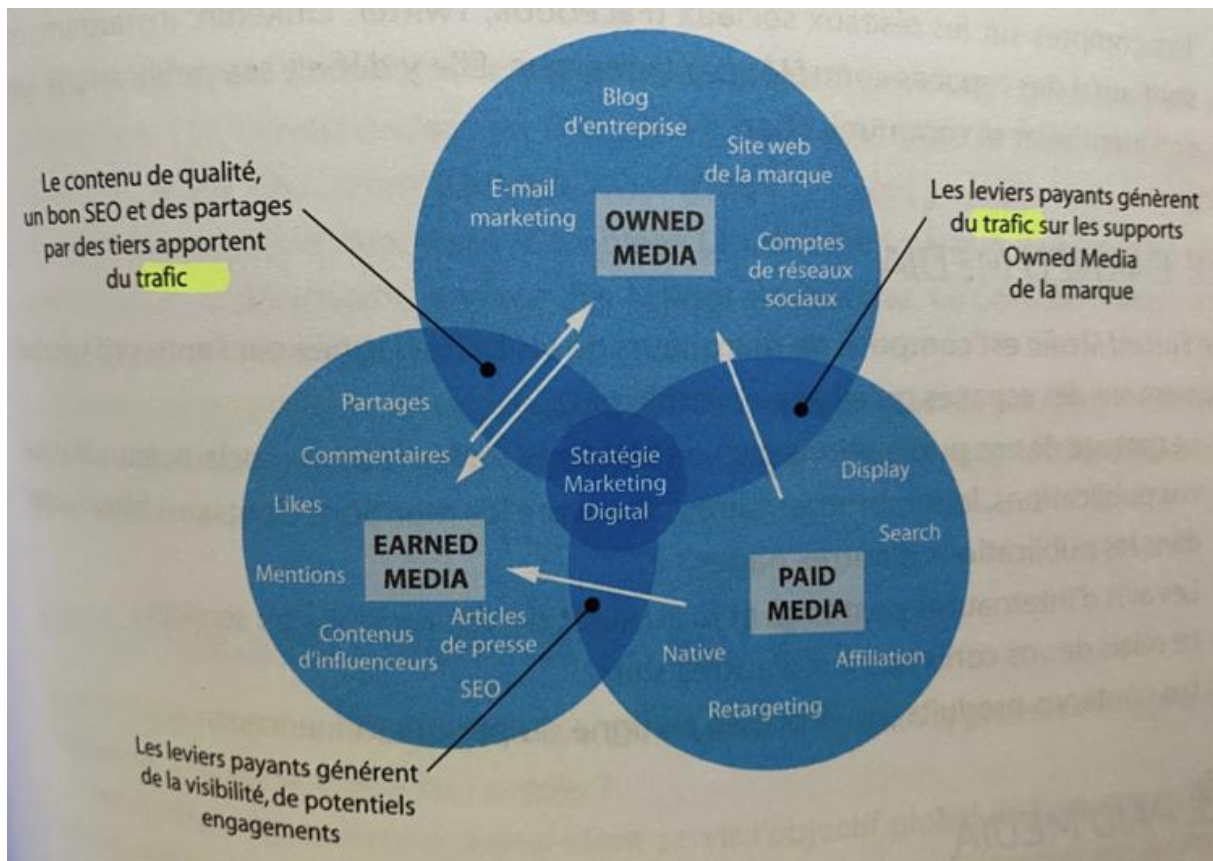 Blog
d'entreprise
Site web
de la marque
E-mail
marketing
OWNED
MEDIA
Comptes
de réseaux
sociaux
Le contenu de qualité,
un bon SEO et des partages
par des tiers apportent
du trafic
Les leviers payants génèrent
du trafic sur les supports
Owned Media
de la marque
Partages
Commentaires
Likes
EARNED
MEDIA
Mentions
Articles
de presse
Contenus
d'influenceurs
SEO
Stratégie
Marketing
Digital
Display
Search
PAID
MEDIA
Native
Affiliation
Retargeting
Les leviers payants générent
de la visibilité, de potentiels
engagements